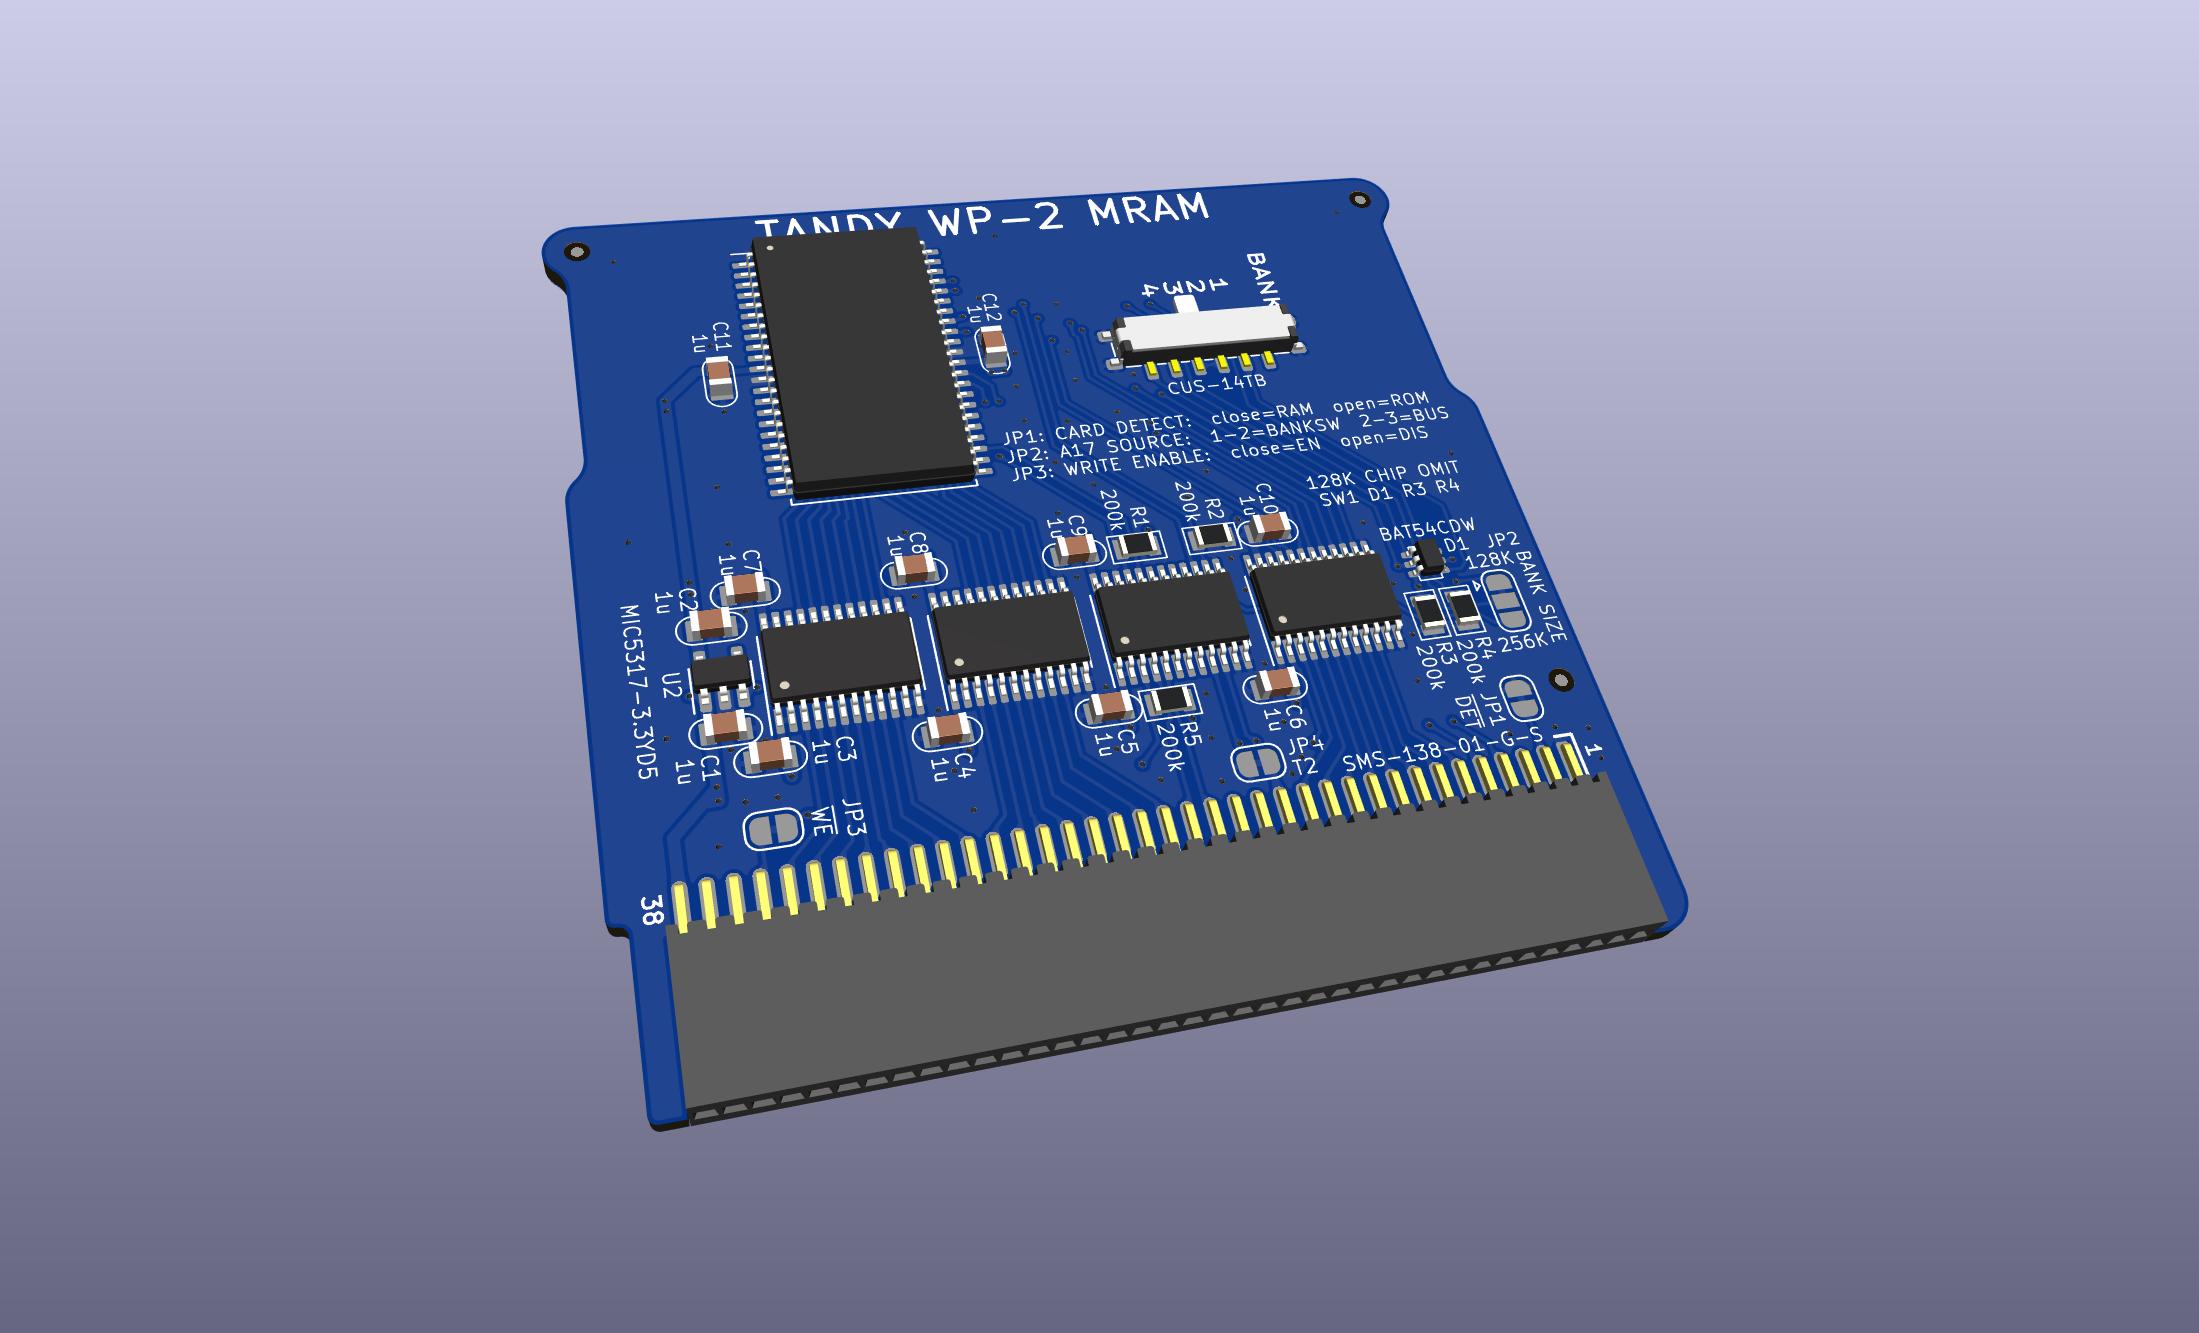 TANDY WP-2 MRAM
BANK
1 2 3 4
C11
1u
C12
1u
CUS-14TB
JP1: CARD DETECT: close=RAM open=ROM
JP2: A17 SOURCE: 1-2=BANKSW 2-3=BUS
JP3: WRITE ENABLE: close=EN open=DIS
128K CHIP OMIT
SW1 D1 R3 R4
C7
1u
C8
1u
C9
1u
R1
200k
R2
200k
C10
1u
BAT54CDW
D1
JP2
128K
256K
BANK SIZE
C2
1u
U2
MIC5317-3.3YD5
C1
1u
C3
1u
C4
1u
C5
1u
R5
200k
C6
1u
R3
200k
R4
200k
JP1
DET
JP4
T2
SMS-138-01-G-S
1
JP3
WE
38